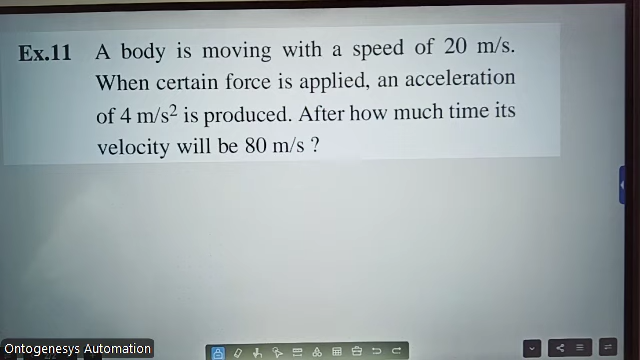 Ex.11 A body is moving with a speed of 20 m/s.
When certain force is applied, an acceleration
of 4 m/s² is produced. After how much time its
velocity will be 80 m/s ?
Ontogenesys Automation